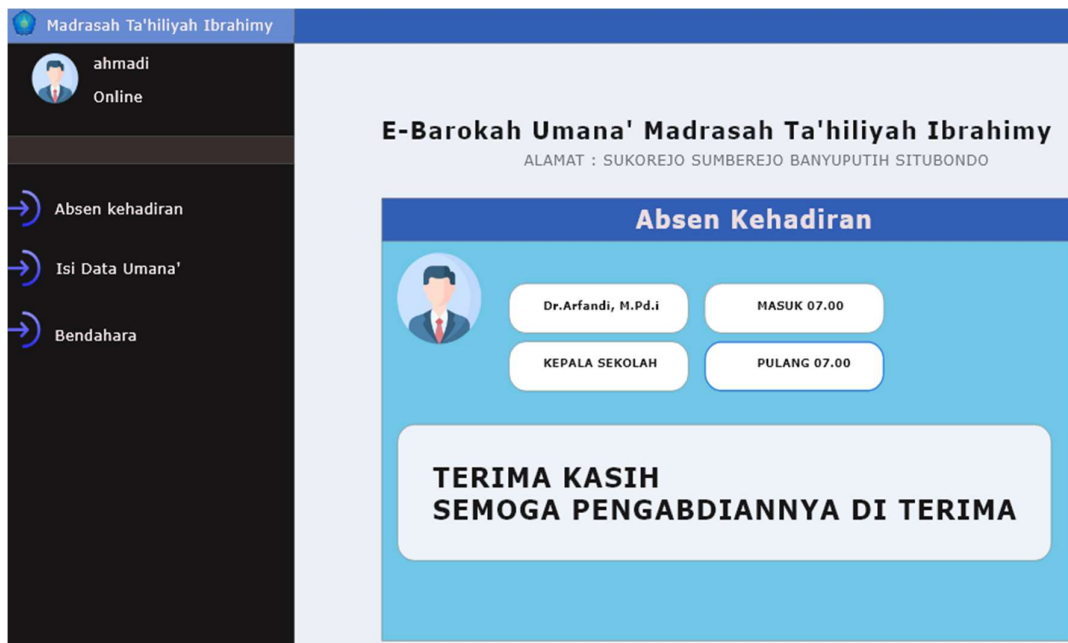 Madrasah Ta'hiliyah Ibrahimy
ahmadi
Online
Absen kehadiran
Isi Data Umana'
Bendahara
E-Barokah Umana' Madrasah Ta'hiliyah Ibrahimy
ALAMAT : SUKOREJO SUMBEREJO BANYUPUTIH SITUBONDO
Absen Kehadiran
Dr.Arfandi, M.Pd.i
MASUK 07.00
KEPALA SEKOLAH
PULANG 07.00
TERIMA KASIH
SEMOGA PENGABDIANNYA DI TERIMA